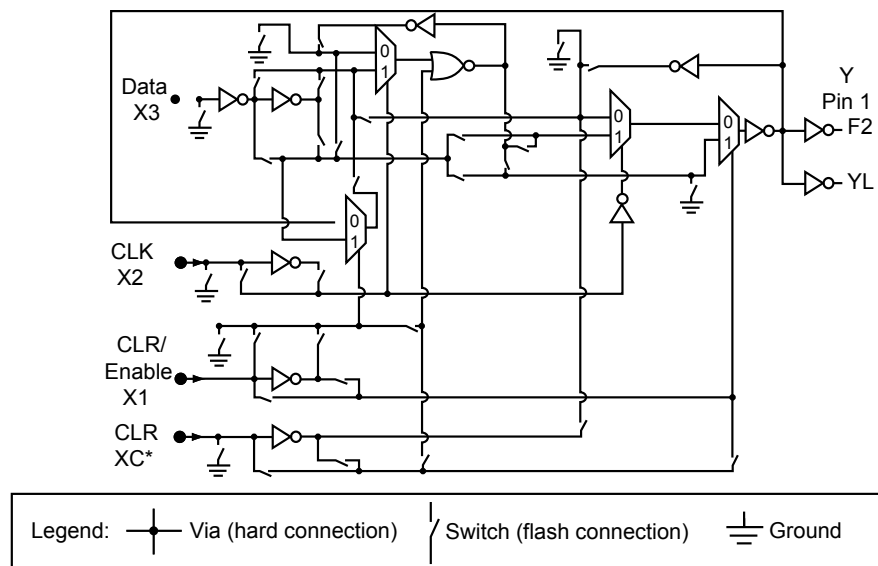 Data
X3
0
1
0
1
0
1
Y
Pin 1
F2
YL
0
1
CLK
X2
CLR/
Enable
X1
CLR
XC*
Legend: Via (hard connection) Switch (flash connection) Ground